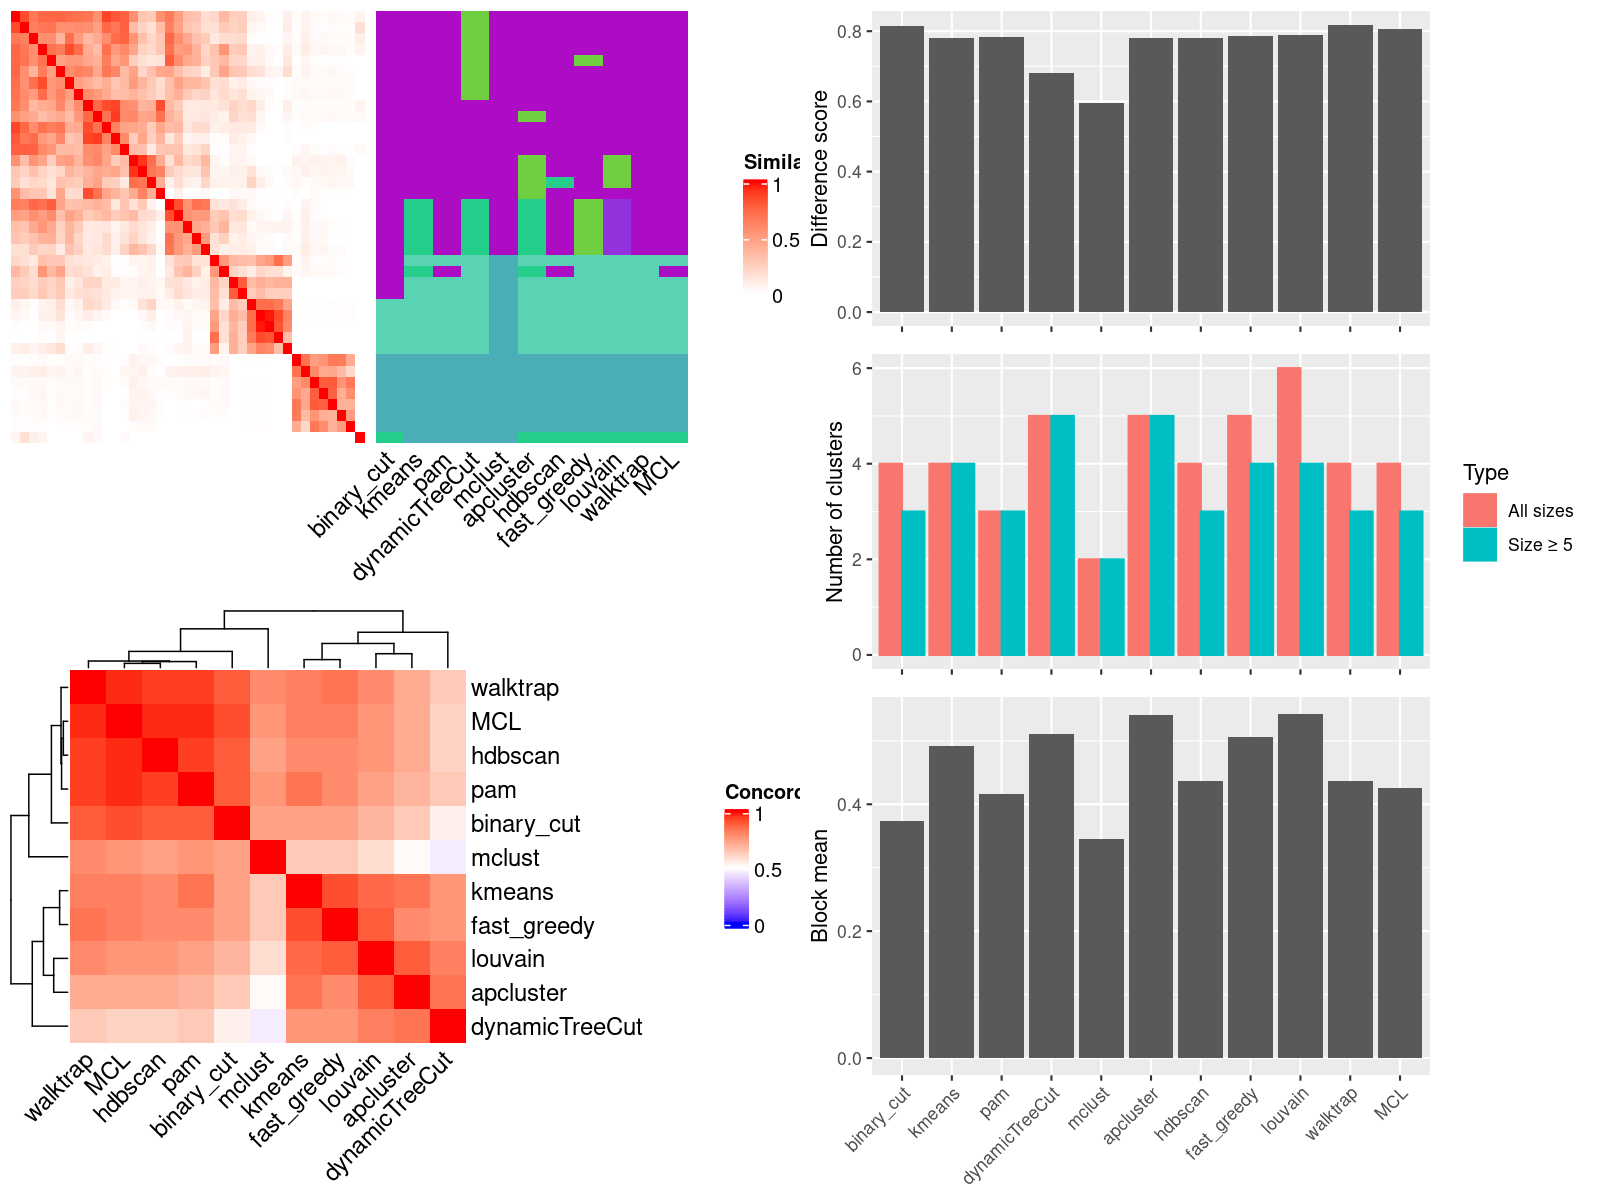 Simila
1
0.5
0
binary_cut
kmeans
pam
dynamicTreeCut
mclust
apcluster
hdbscan
fast_greedy
louvain
walktrap
MCL
walktrap
MCL
hdbscan
pam
binary_cut
mclust
kmeans
fast_greedy
louvain
apcluster
dynamicTreeCut
walktrap
MCL
hdbscan
pam
binary_cut
mclust
kmeans
fast_greedy
louvain
apcluster
dynamicTreeCut
Concord
1
0.5
0
Difference score
0.8
0.6
0.4
0.2
0.0
Number of clusters
6
4
2
0
Type
All sizes
Size ≥ 5
Block mean
0.4
0.2
0.0
binary_cut
kmeans
pam
dynamicTreeCut
mclust
apcluster
hdbscan
fast_greedy
louvain
walktrap
MCL